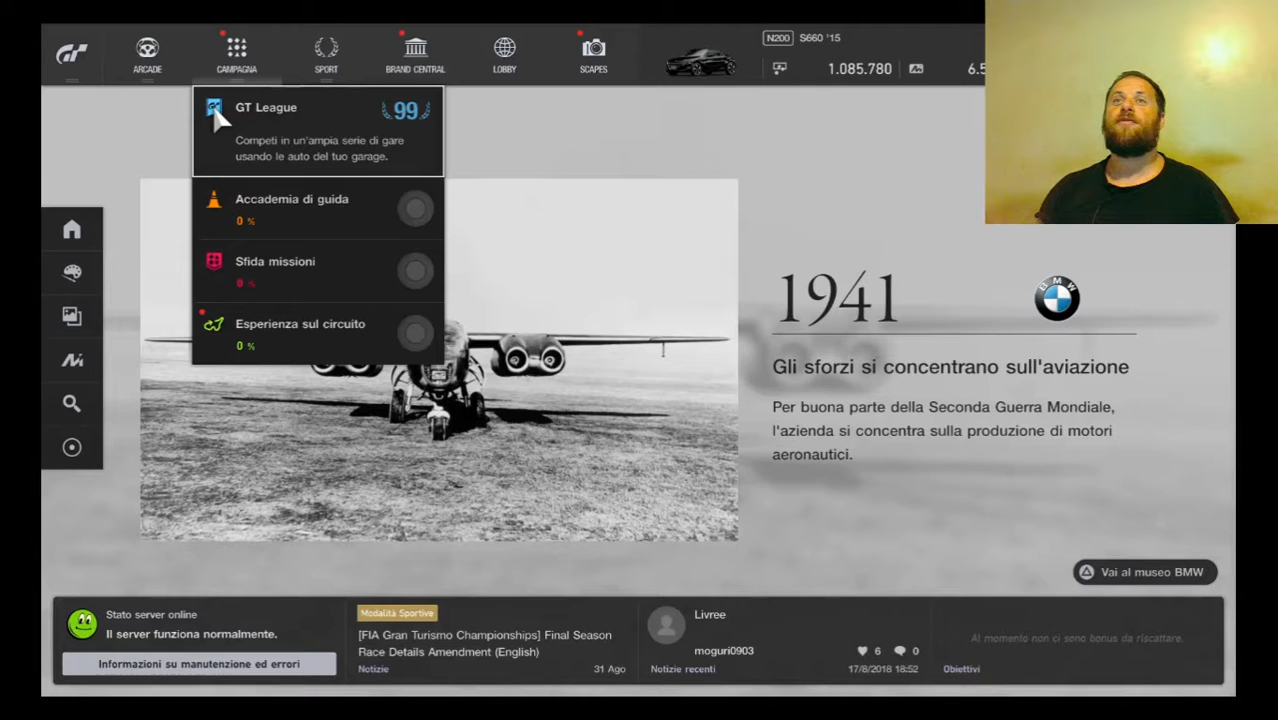 ARCADE
CAMPAGNA
SPORT
BRAND CENTRAL
LOBBY
SCAPES
N200 S660 '15
1.085.780
6.5
GT League
99
Competi in un'ampia serie di gare
usando le auto del tuo garage.
Accademia di guida
0 %
Sfida missioni
0 %
Esperienza sul circuito
0 %
1941
BMW
Gli sforzi si concentrano sull'aviazione
Per buona parte della Seconda Guerra Mondiale,
l'azienda si concentra sulla produzione di motori
aeronautici.
Vai al museo BMW
Stato server online
Il server funziona normalmente.
Informazioni su manutenzione ed errori
Modalità Sportive
[FIA Gran Turismo Championships] Final Season
Race Details Amendment (English)
Notizie
31 Ago
Livree
moguri0903
6
0
Notizie recenti
17/8/2018 18:52
Al momento non ci sono bonus da riscattare.
Obiettivi